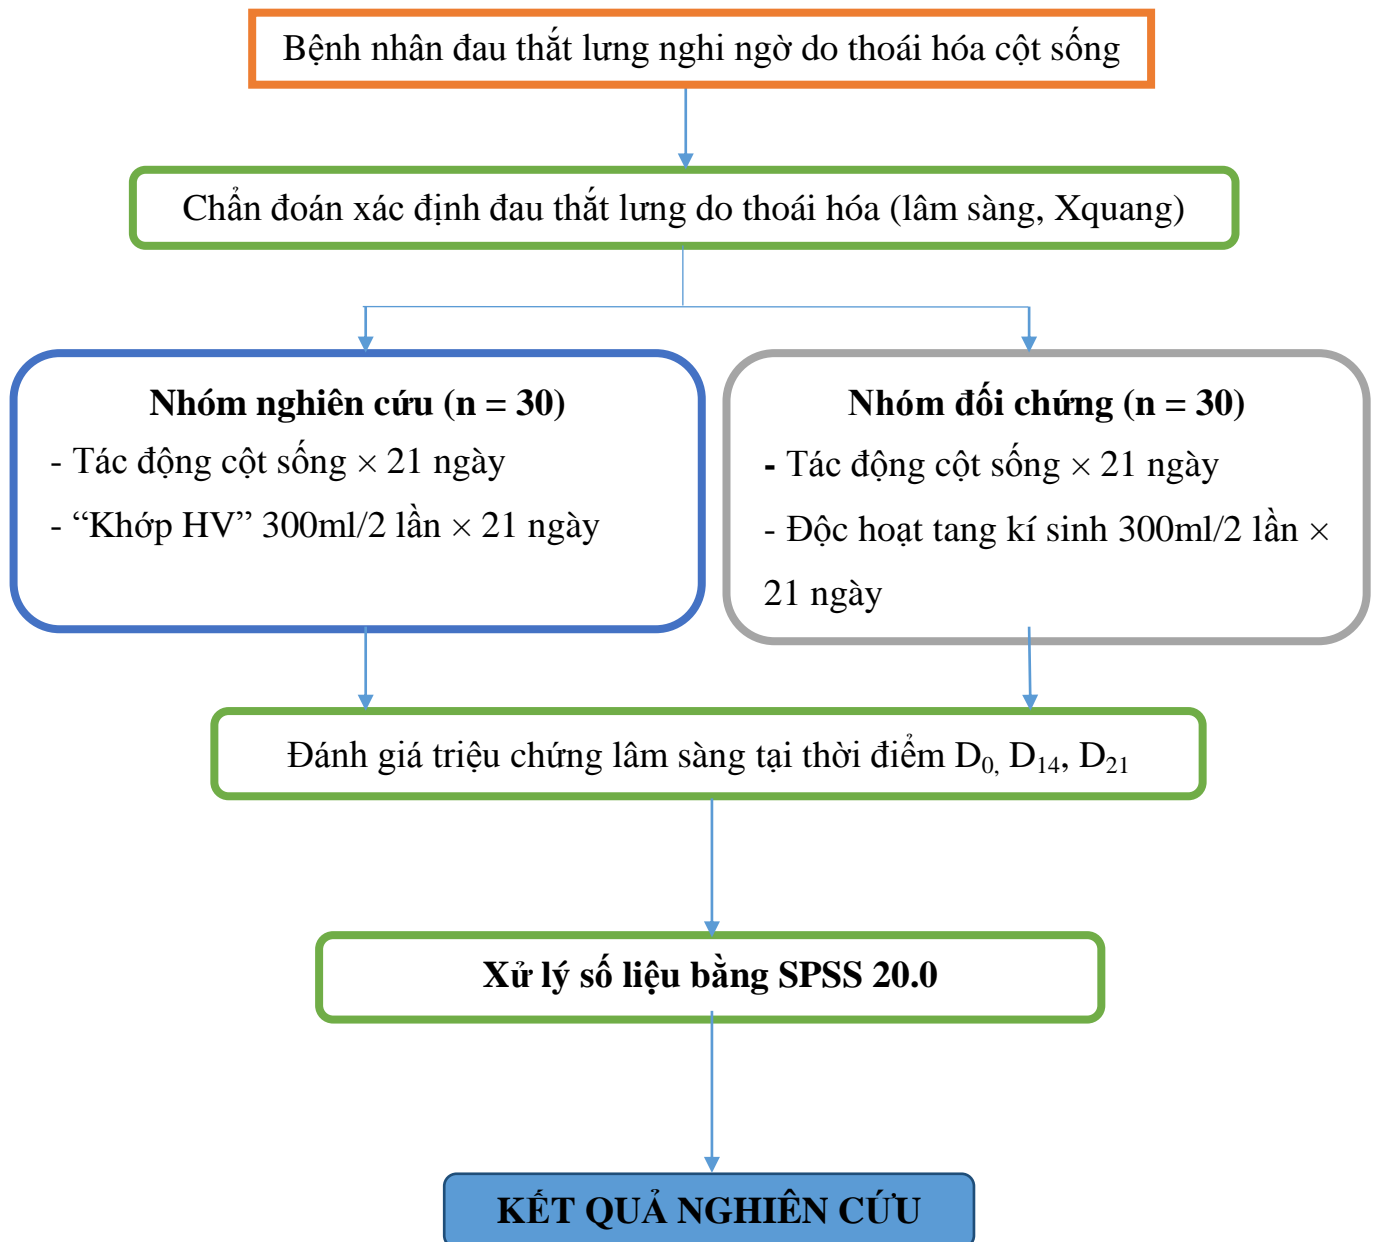 Bệnh nhân đau thắt lưng nghi ngờ do thoái hóa cột sống
Chẩn đoán xác định đau thắt lưng do thoái hóa (lâm sàng, Xquang)
Nhóm nghiên cứu (n = 30)
- Tác động cột sống × 21 ngày
- “Khớp HV” 300ml/2 lần × 21 ngày
Nhóm đối chứng (n = 30)
- Tác động cột sống × 21 ngày
- Độc hoạt tang kí sinh 300ml/2 lần ×
21 ngày
Đánh giá triệu chứng lâm sàng tại thời điểm D₀, D₁₄, D₂₁
Xử lý số liệu bằng SPSS 20.0
KẾT QUẢ NGHIÊN CỨU